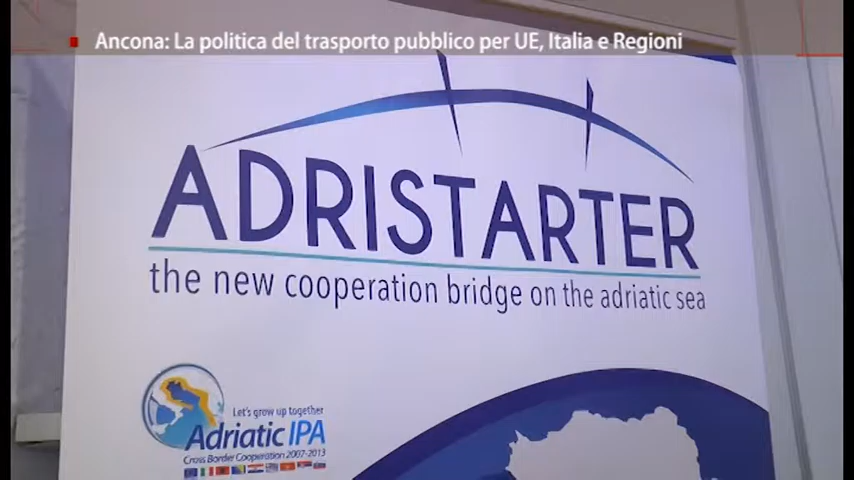 Ancona: La politica del trasporto pubblico per UE, Italia e Regioni
ADRISTARTER
the new cooperation bridge on the adriatic sea
Let's grow up together
Adriatic IPA
Cross Border Cooperation 2007-2013